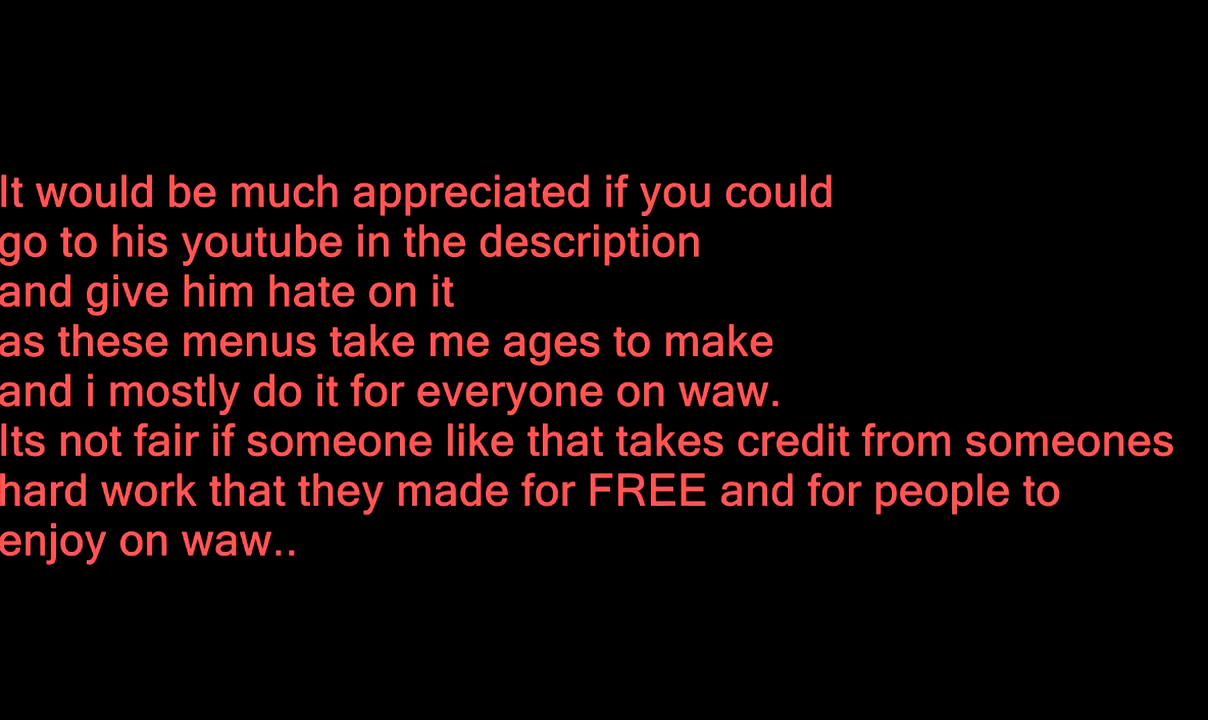 It would be much appreciated if you could
go to his youtube in the description
and give him hate on it
as these menus take me ages to make
and i mostly do it for everyone on waw.
Its not fair if someone like that takes credit from someones
hard work that they made for FREE and for people to
enjoy on waw..